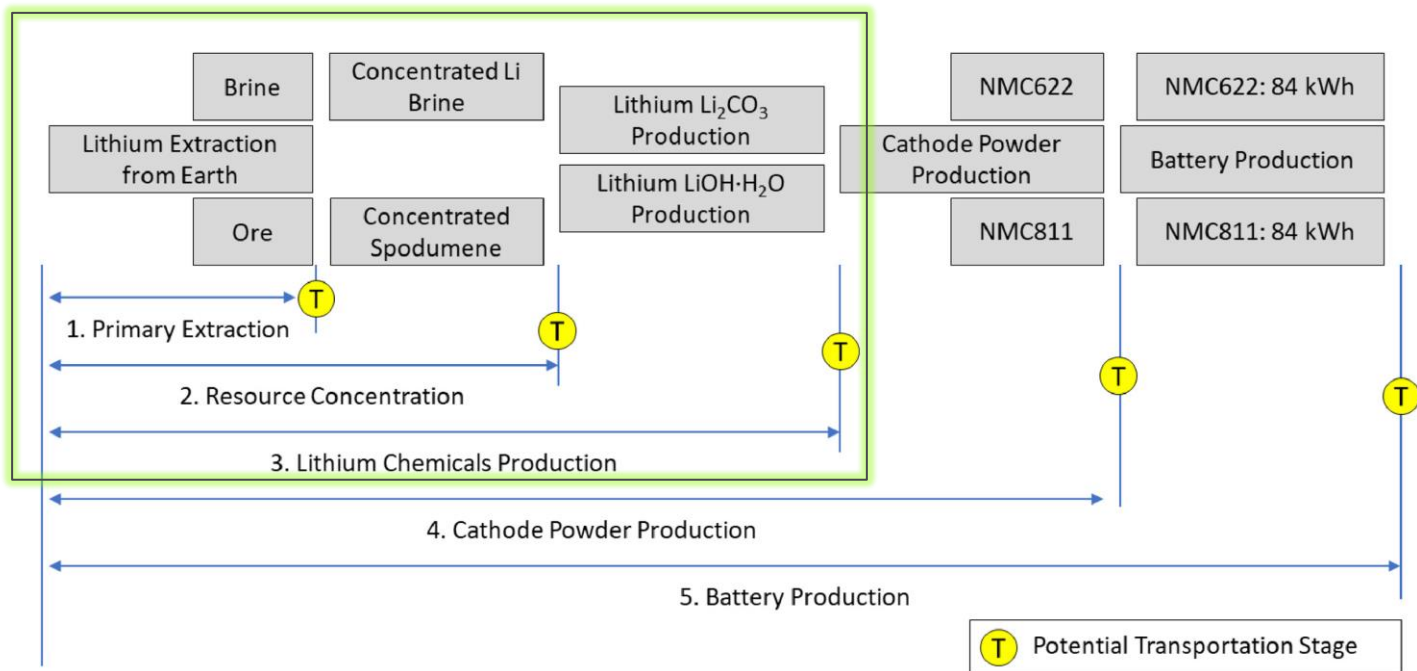 Brine
Concentrated Li
Brine
Lithium Extraction
from Earth
Ore
Concentrated
Spodumene
Lithium Li₂CO₃
Production
Lithium LiOH·H₂O
Production
NMC622
Cathode Powder
Production
NMC811
NMC622: 84 kWh
Battery Production
NMC811: 84 kWh
T
1. Primary Extraction
T
2. Resource Concentration
T
3. Lithium Chemicals Production
T
4. Cathode Powder Production
T
5. Battery Production
T Potential Transportation Stage